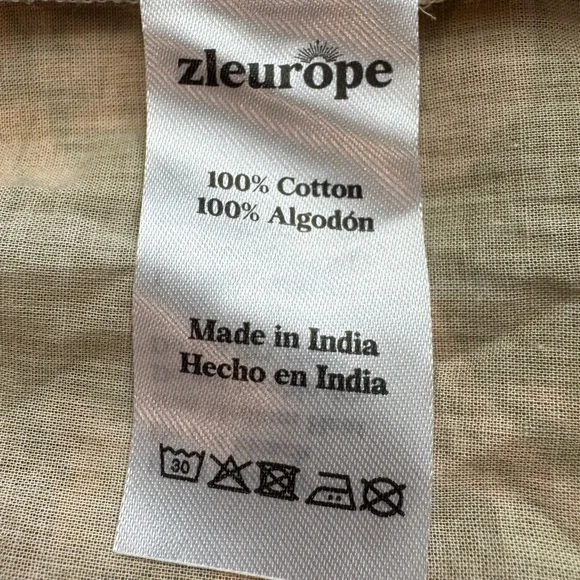 zleurope
100% Cotton
100% Algodón
Made in India
Hecho en India
30